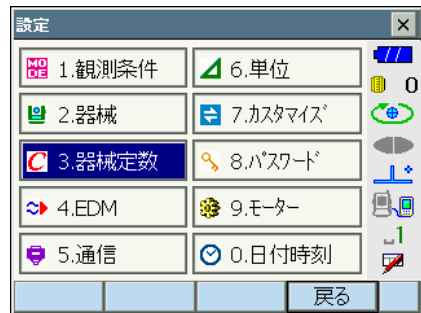 設定
MODE 1.観測条件
2.器械
C 3.器械定数
4.EDM
5.通信
6.単位
7.ｶｽﾀﾏｲｽﾞ
8.ﾊﾟｽﾜｰﾄﾞ
9.ﾓｰﾀｰ
0.日付時刻
0
1
戻る